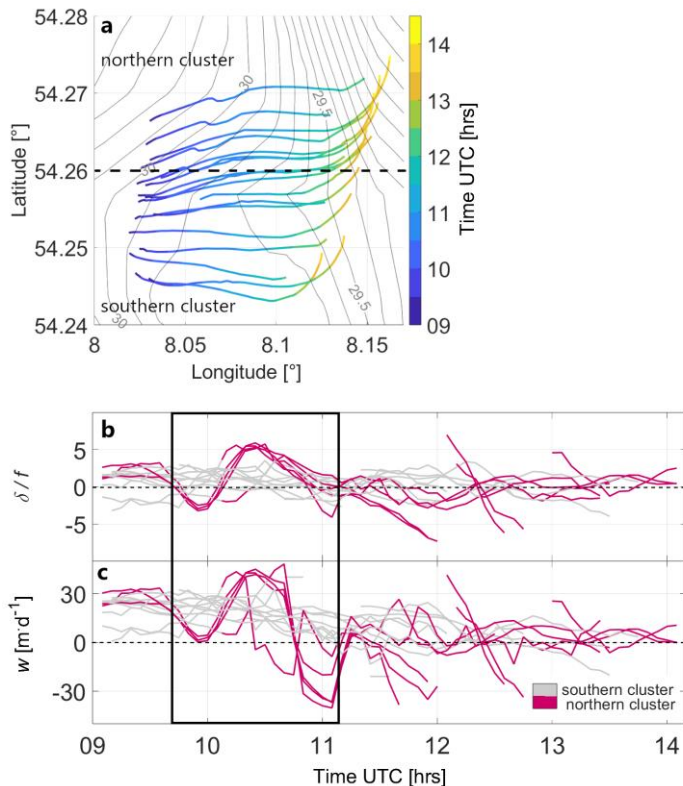 a
54.28
54.27
54.26
54.25
54.24
northern cluster
southern cluster
30
29.5
30
30
29.5
8
8.05
8.1
8.15
Latitude [°]
Longitude [°]
14
13
12
11
10
09
Time UTC [hrs]
b
5
0
-5
δ / f
c
30
0
-30
w [m·d⁻¹]
southern cluster
northern cluster
09
10
11
12
13
14
Time UTC [hrs]